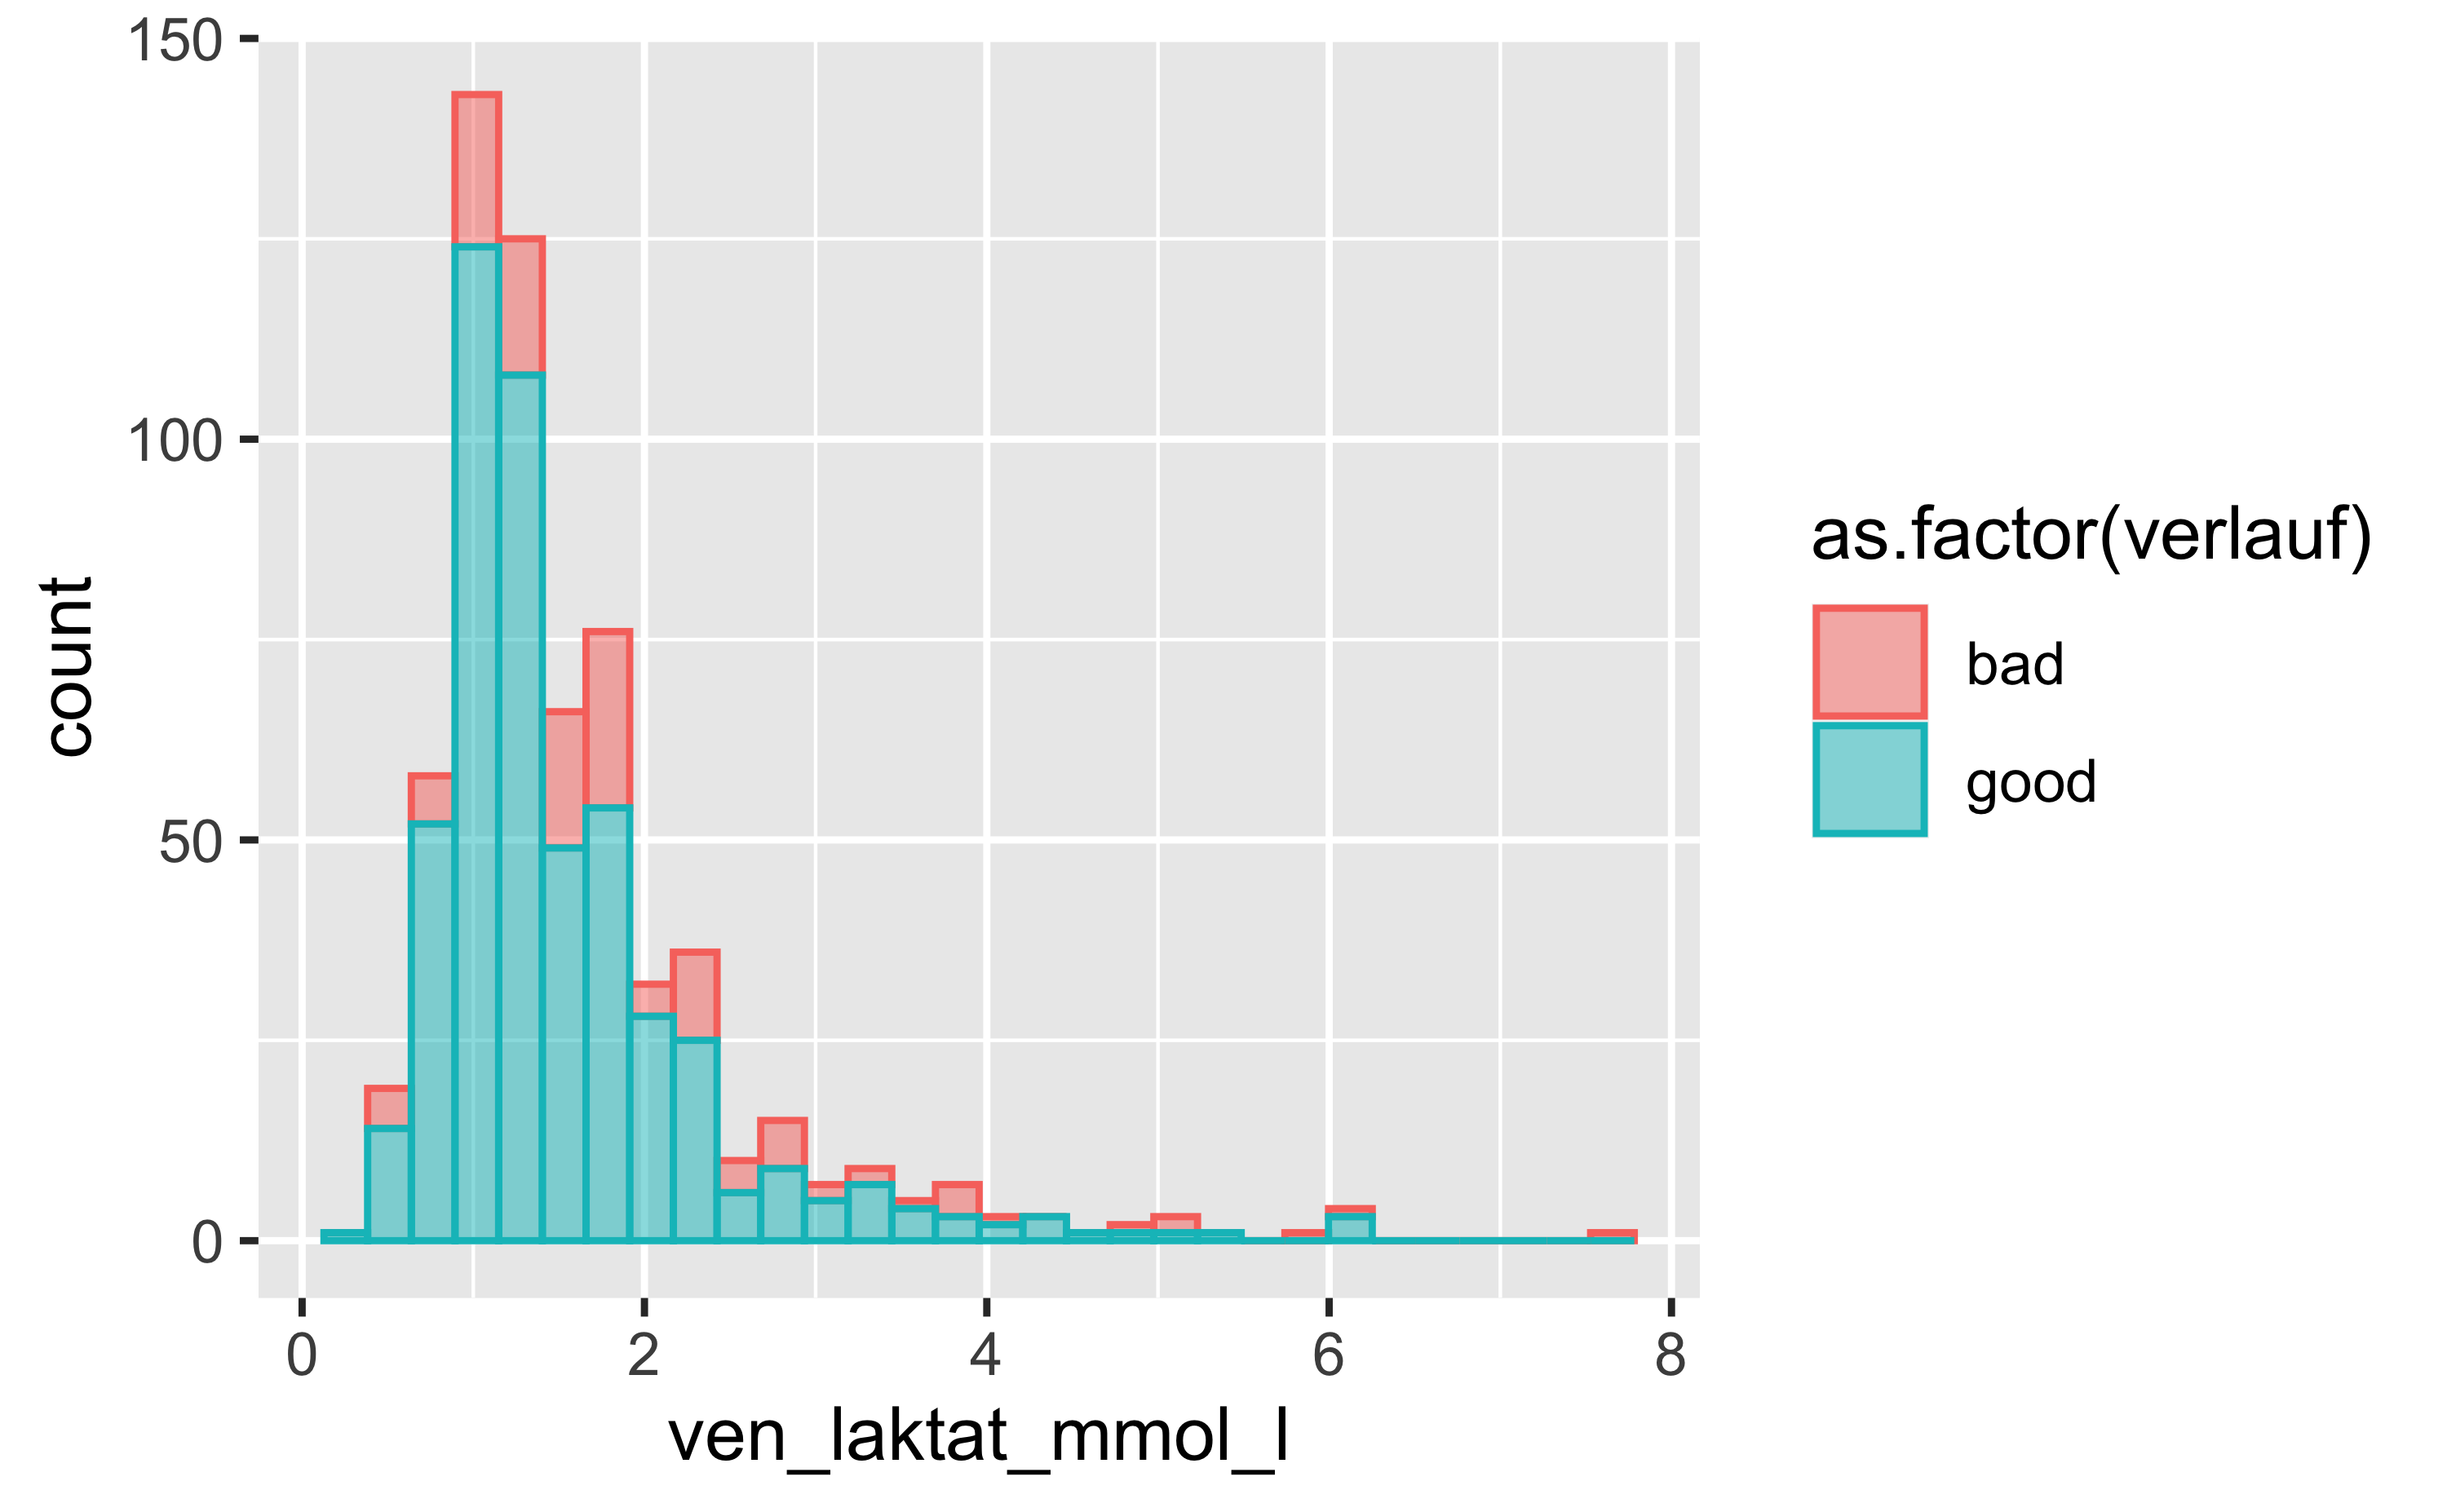 150
100
50
0
count
0 2 4 6 8
ven_laktat_mmol_l
as.factor(verlauf)
bad
good